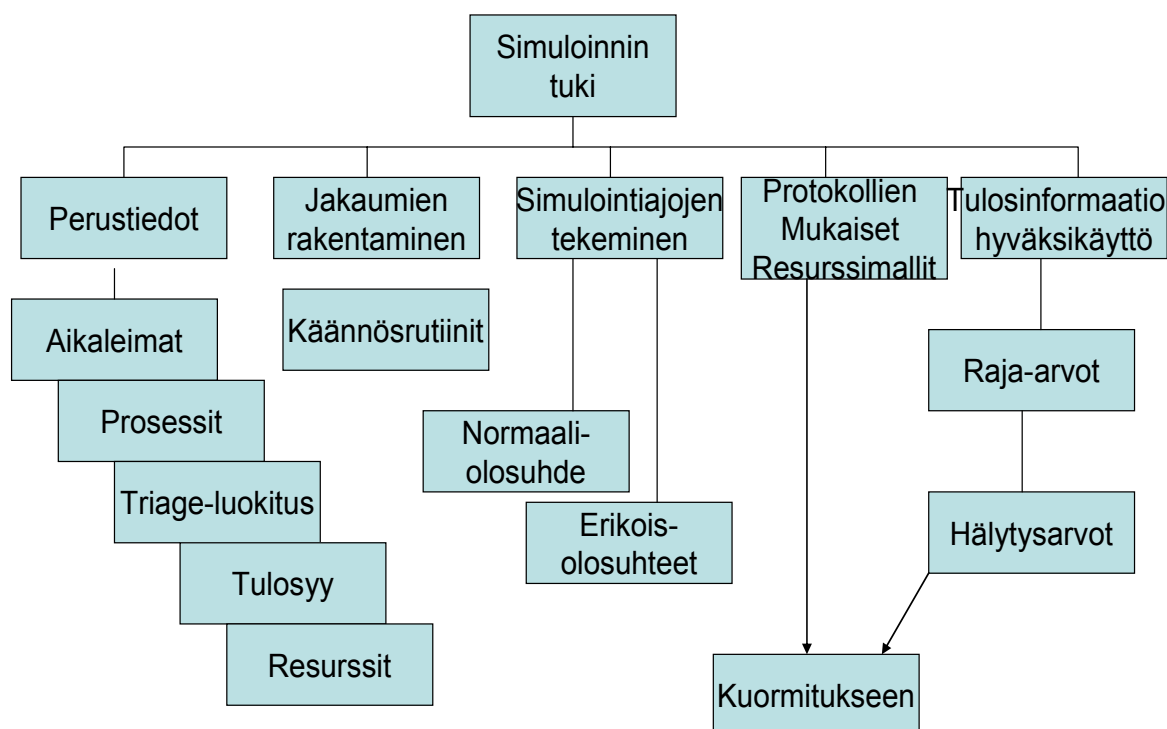 Simuloinnin
tuki
Perustiedot
Jakaumien
rakentaminen
Simulointiajojen
tekeminen
Protokollien
Mukaiset
Resurssimallit
Tulosinformaatio
hyväksikäyttö
Aikaleimat
Prosessit
Triage-luokitus
Tulosyy
Resurssit
Käännösrutiinit
Normaali-
olosuhde
Erikois-
olosuhteet
Raja-arvot
Hälytysarvot
Kuormitukseen